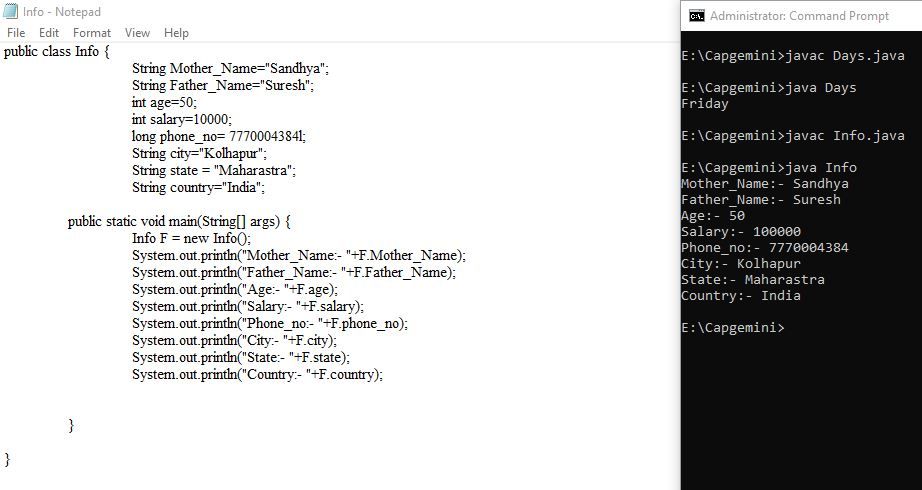 Info - Notepad
File Edit Format View Help
public class Info {
String Mother_Name="Sandhya";
String Father_Name="Suresh";
int age=50;
int salary=10000;
long phone_no= 7770004384l;
String city="Kolhapur";
String state = "Maharastra";
String country="India";
public static void main(String[] args) {
Info F = new Info();
System.out.println("Mother_Name:- "+F.Mother_Name);
System.out.println("Father_Name:- "+F.Father_Name);
System.out.println("Age:- "+F.age);
System.out.println("Salary:- "+F.salary);
System.out.println("Phone_no:- "+F.phone_no);
System.out.println("City:- "+F.city);
System.out.println("State:- "+F.state);
System.out.println("Country:- "+F.country);
}
}
Administrator: Command Prompt
E:\Capgemini>javac Days.java
E:\Capgemini>java Days
Friday
E:\Capgemini>javac Info.java
E:\Capgemini>java Info
Mother_Name:- Sandhya
Father_Name:- Suresh
Age:- 50
Salary:- 100000
Phone_no:- 7770004384
City:- Kolhapur
State:- Maharastra
Country:- India
E:\Capgemini>